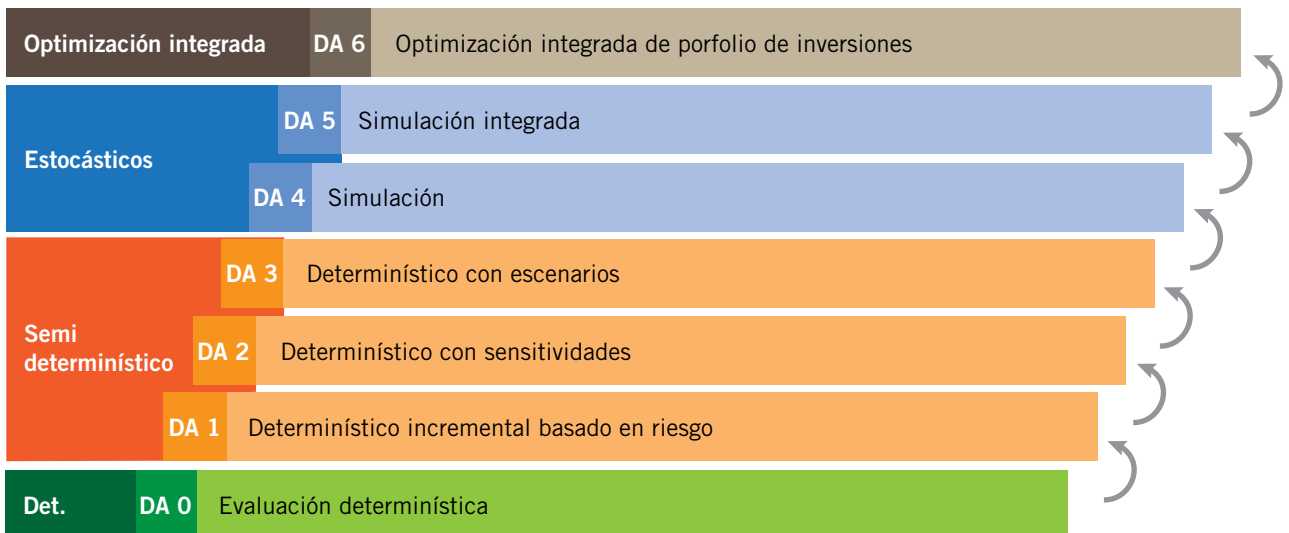 Optimización integrada DA 6 Optimización integrada de porfolio de inversiones
DA 5 Simulación integrada
Estocásticos
DA 4 Simulación
DA 3 Determinístico con escenarios
Semi
determinístico
DA 2 Determinístico con sensitividades
DA 1 Determinístico incremental basado en riesgo
Det. DA 0 Evaluación determinística